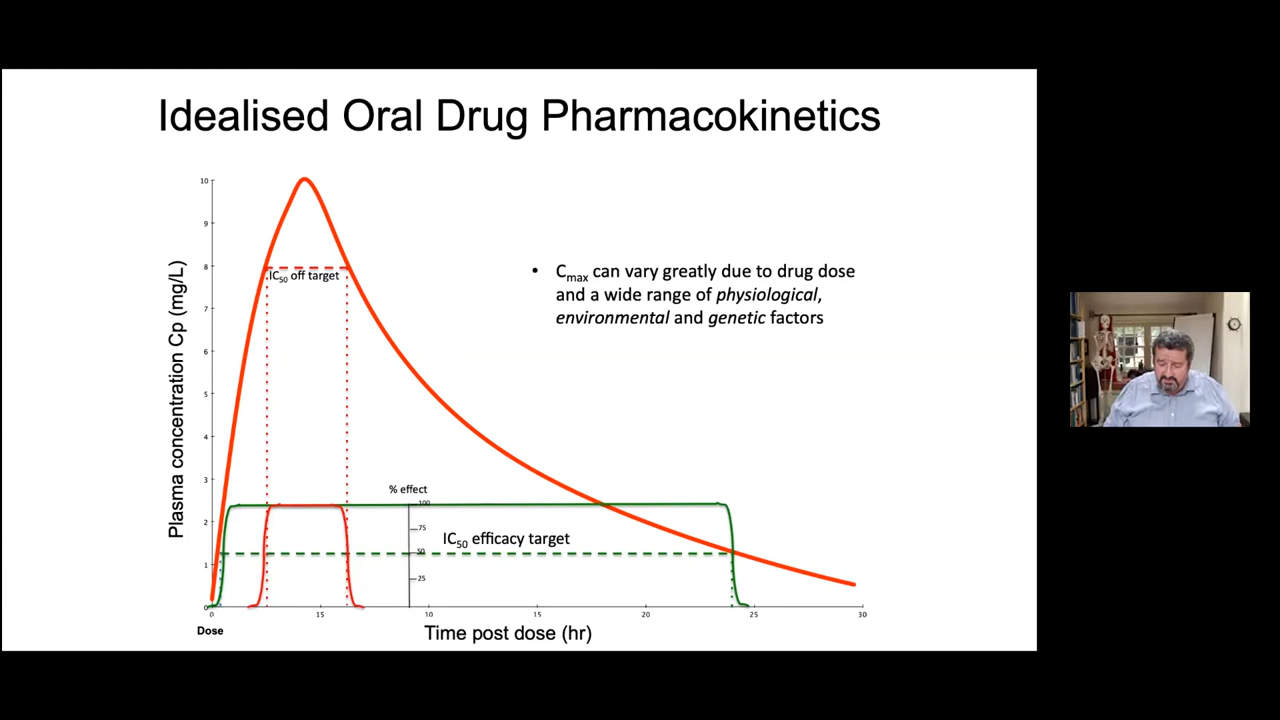 Idealised Oral Drug Pharmacokinetics
Plasma concentration Cp (mg/L)
10
9
8
7
6
5
4
3
2
1
0
IC50 off target
• Cmax can vary greatly due to drug dose
and a wide range of physiological,
environmental and genetic factors
% effect
100
75
50
25
IC50 efficacy target
0
15
10
15
20
25
30
Dose
Time post dose (hr)